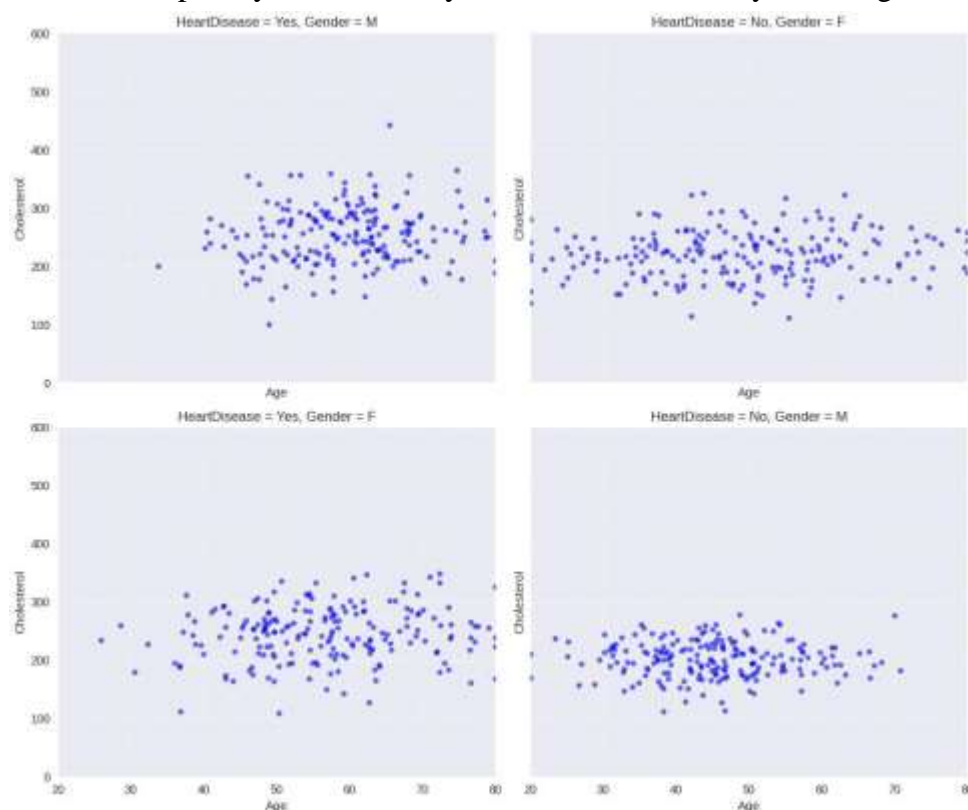 HeartDisease = Yes, Gender = M
HeartDisease = No, Gender = F
600
500
400
300
200
100
0
Cholesterol
Cholesterol
Age
Age
HeartDisease = Yes, Gender = F
HeartDisease = No, Gender = M
600
500
400
300
200
100
0
Cholesterol
Cholesterol
20 30 40 50 60 70 80
20 30 40 50 60 70 80
Age
Age